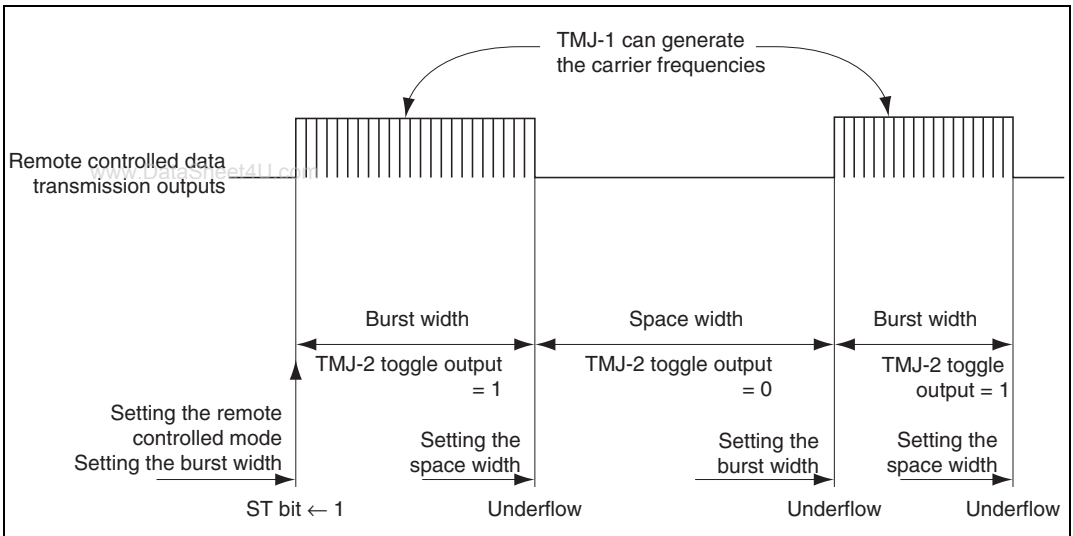 TMJ-1 can generate
the carrier frequencies
Remote controlled data
transmission outputs
www.DataSheet4U.com
Burst width
Space width
Burst width
TMJ-2 toggle output
= 1
TMJ-2 toggle output
= 0
TMJ-2 toggle
output = 1
Setting the remote
controlled mode
Setting the burst width
Setting the
space width
Setting the
burst width
Setting the
space width
ST bit ← 1
Underflow
Underflow
Underflow